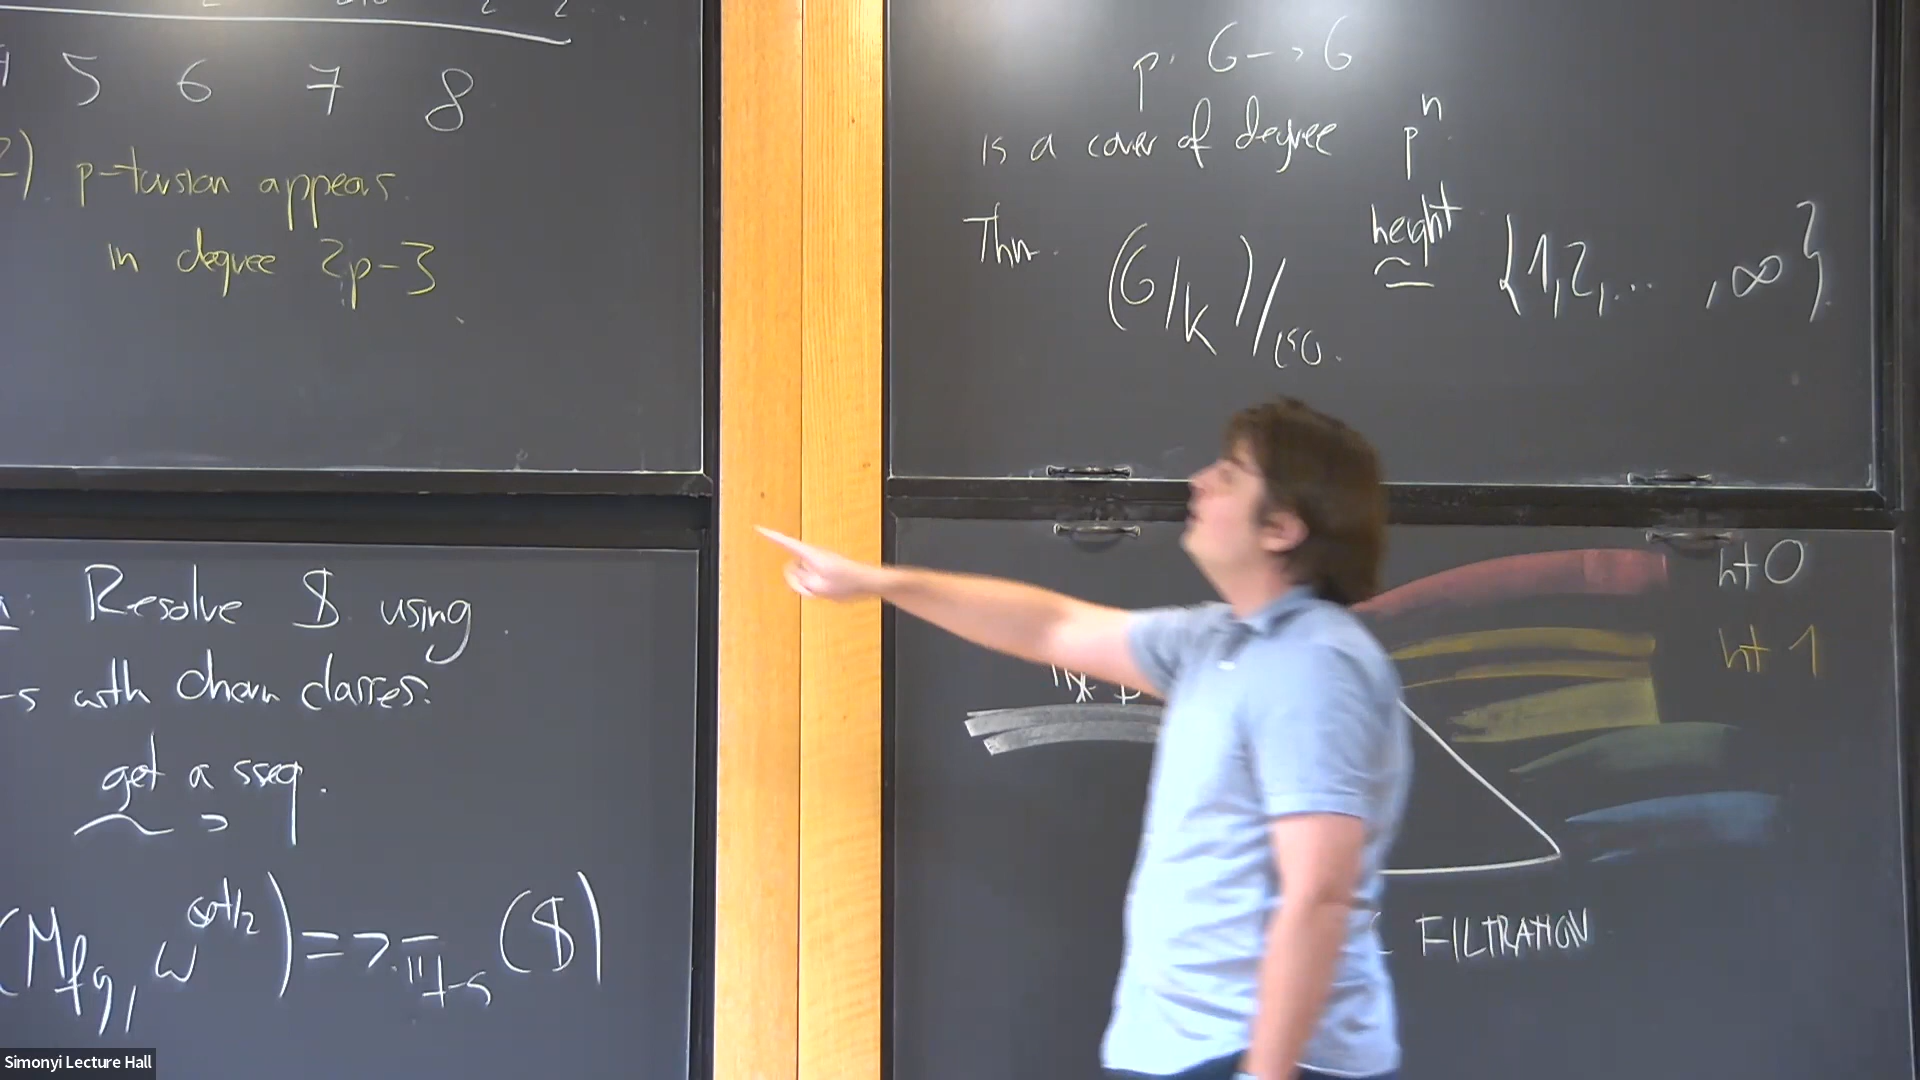 5 6 7 8
2) p-torsion appears
in degree 2p-3
Resolve $ using
-s with chern classes.
get a sseq.
(M_{fg}, ω^{⊗t/2}) => π_{t-s}($)
p: G -> G
is a cover of degree p^n
Thm. (G/k)/iso. height ≃ {1,2,... ,∞}
ht 0
ht 1
FILTRATION
Simonyi Lecture Hall